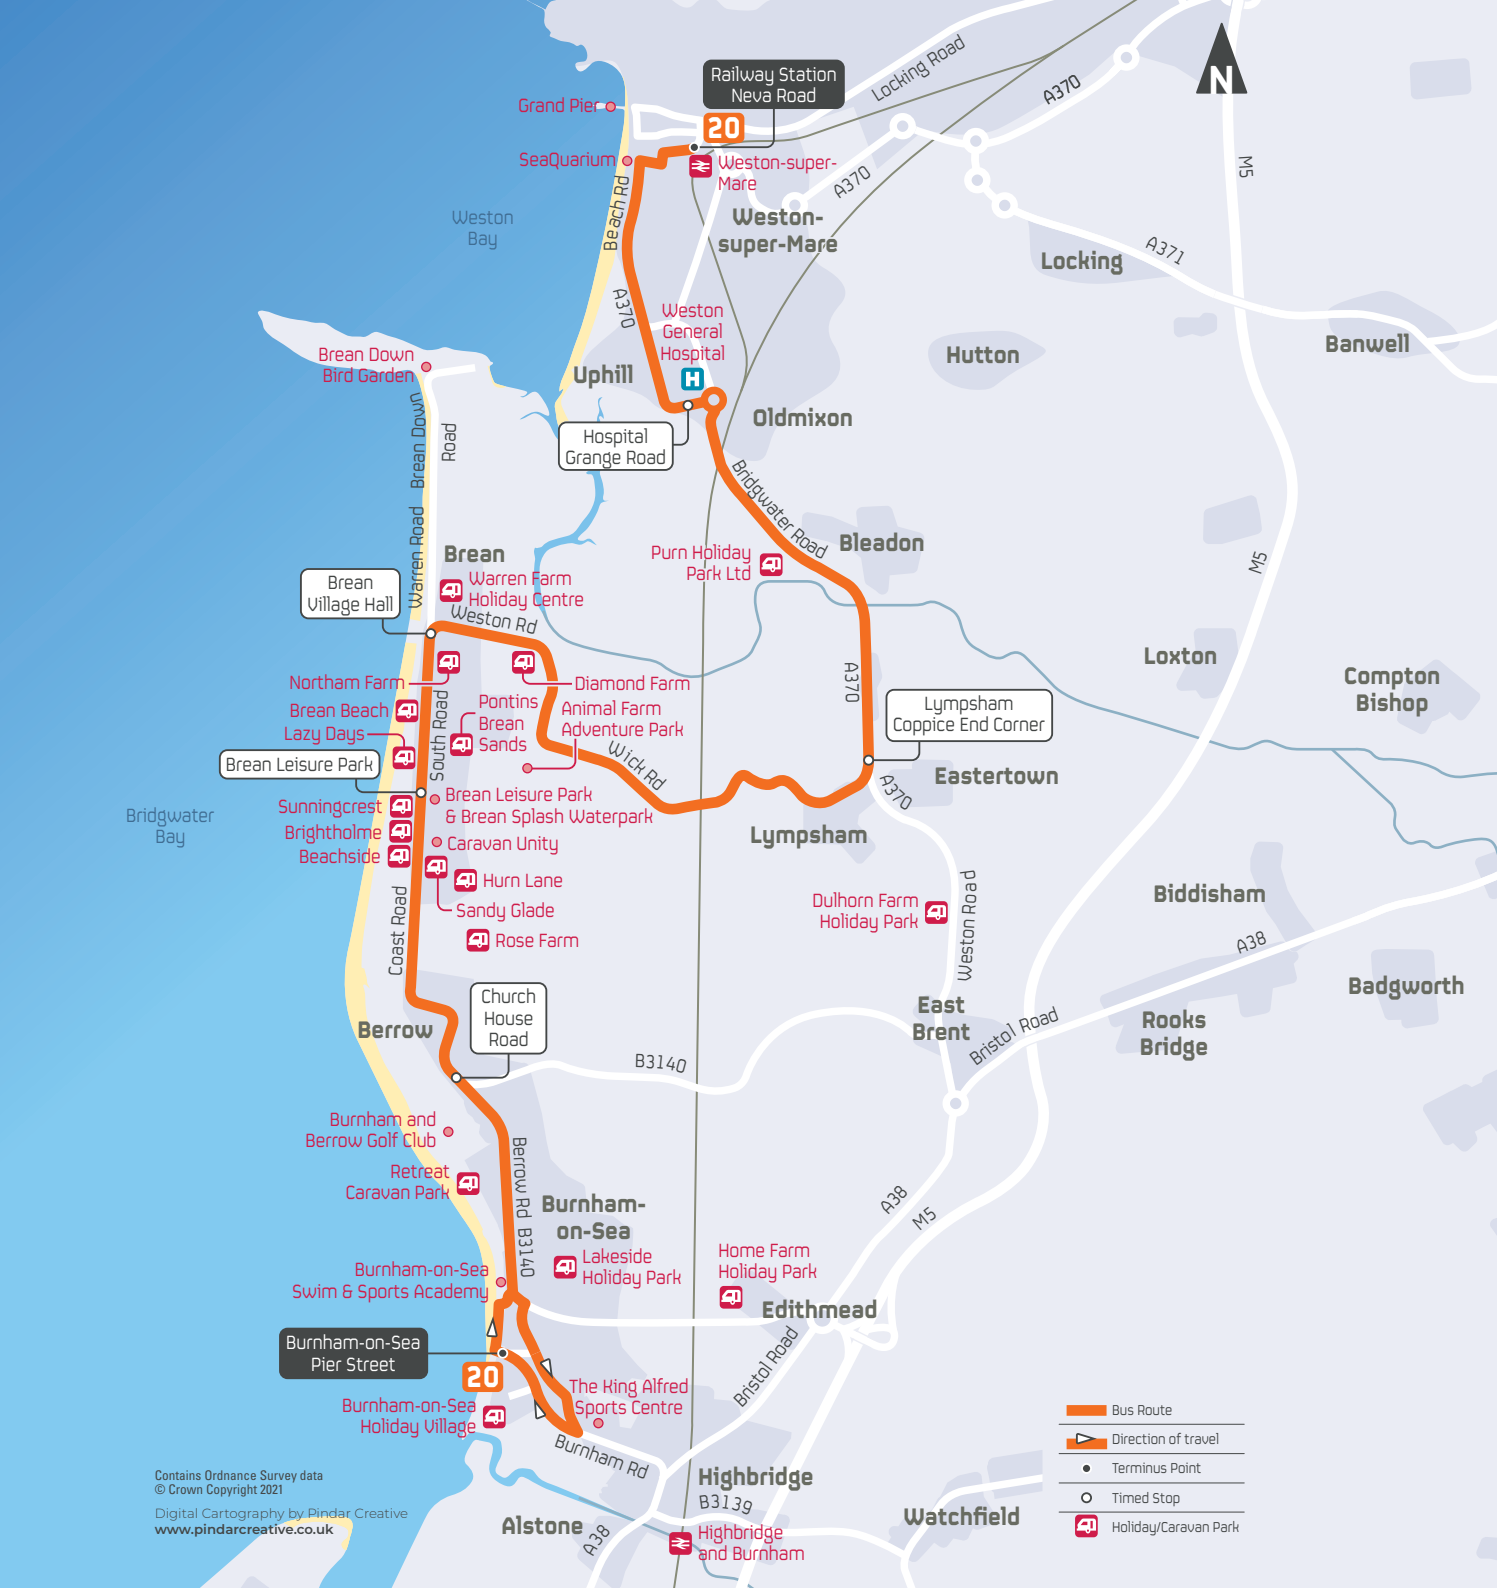 Railway Station
Neva Road
20
Locking Road
A370
N
Grand Pier
SeaQuarium
Weston-super-
Mare
A370
M5
Beach Rd
Weston
Bay
Weston-
super-Mare
Locking
A371
A370
Weston
General
Hospital
H
Brean Down
Bird Garden
Uphill
Hutton
Banwell
Oldmixon
Hospital
Grange Road
Brean Down
Road
Bridgwater Road
Warren Road
Brean
Bleadon
Purn Holiday
Park Ltd
M5
Brean
Village Hall
Warren Farm
Holiday Centre
Weston Rd
Loxton
Compton
Bishop
Northam Farm
Diamond Farm
A370
Brean Beach
Lazy Days
South Road
Pontins
Brean
Sands
Animal Farm
Adventure Park
Wick Rd
Lympsham
Coppice End Corner
Brean Leisure Park
Eastertown
A370
Sunningcrest
Brean Leisure Park
& Brean Splash Waterpark
Bridgwater
Bay
Brightholme
Caravan Unity
Lympsham
Beachside
Hurn Lane
Sandy Glade
Dulhorn Farm
Holiday Park
Weston Road
Biddisham
Coast Road
Rose Farm
A38
Badgworth
Church
House
Road
Berrow
East
Brent
Bristol Road
Rooks
Bridge
B3140
Burnham and
Berrow Golf Club
Retreat
Caravan Park
Berrow Rd
B3140
Burnham-
on-Sea
A38
M5
Lakeside
Holiday Park
Home Farm
Holiday Park
Burnham-on-Sea
Swim & Sports Academy
Edithmead
Burnham-on-Sea
Pier Street
20
Bristol Road
The King Alfred
Sports Centre
Burnham-on-Sea
Holiday Village
Burnham Rd
Bus Route
Direction of travel
Terminus Point
Timed Stop
Holiday/Caravan Park
Highbridge
B3139
Watchfield
Alstone
A38
Highbridge
and Burnham
Contains Ordnance Survey data
© Crown Copyright 2021
Digital Cartography by Pindar Creative
www.pindarcreative.co.uk